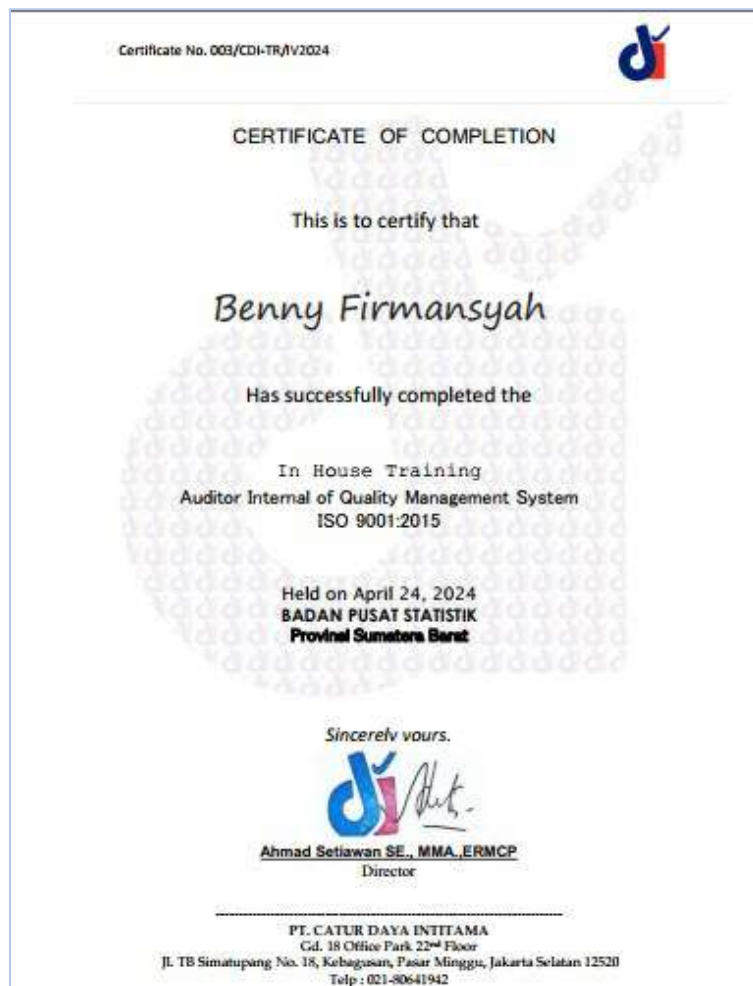 Certificate No. 003/CDI-TR/IV2024
CERTIFICATE OF COMPLETION
This is to certify that
Benny Firmansyah
Has successfully completed the
In House Training
Auditor Internal of Quality Management System
ISO 9001:2015
Held on April 24, 2024
BADAN PUSAT STATISTIK
Provinsi Sumatera Barat
Sincerely yours,
Ahmad Setiawan SE., MMA.,ERMCP
Director
PT. CATUR DAYA INTITAMA
Gd. 18 Office Park 22nd Floor
Jl. TB Simatupang No. 18, Kebagusan, Pasar Minggu, Jakarta Selatan 12520
Telp : 021-80641942